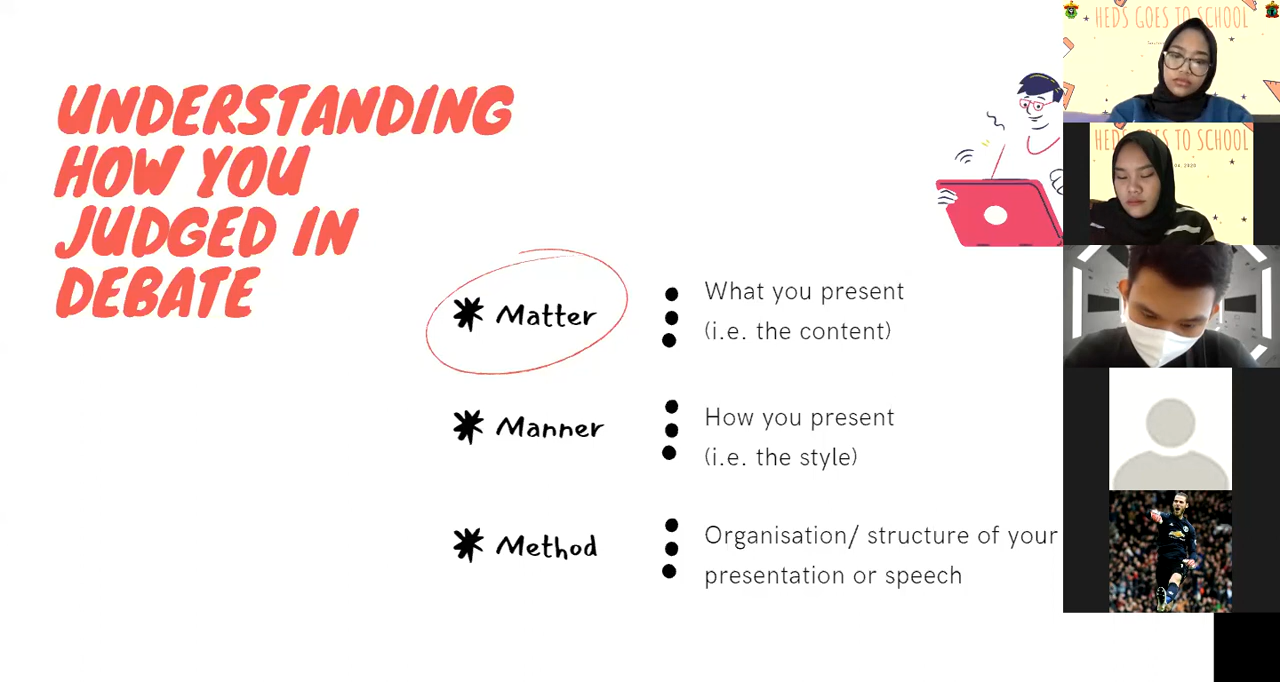 UNDERSTANDING
HOW YOU
JUDGED IN
DEBATE
Matter
What you present
(i.e. the content)
Manner
How you present
(i.e. the style)
Method
Organisation/ structure of your
presentation or speech
HEDS GOES TO SCHOOL
HEDS GOES TO SCHOOL